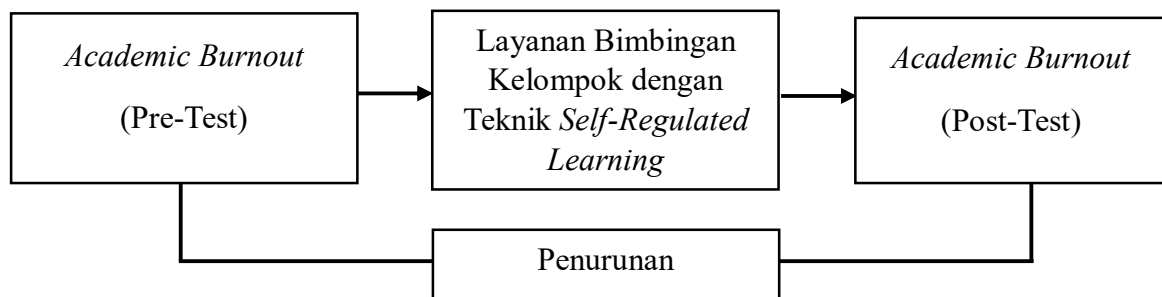 Academic Burnout
(Pre-Test)
Layanan Bimbingan
Kelompok dengan
Teknik Self-Regulated
Learning
Academic Burnout
(Post-Test)
Penurunan